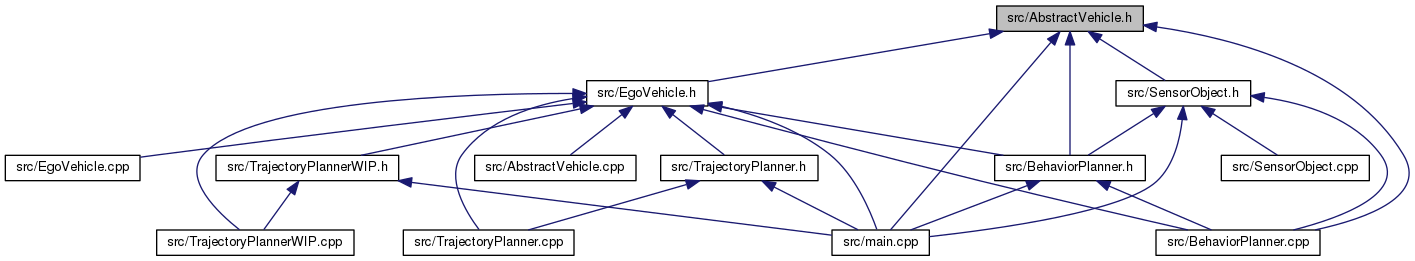 src/AbstractVehicle.h
src/EgoVehicle.h
src/SensorObject.h
src/EgoVehicle.cpp
src/TrajectoryPlannerWIP.h
src/AbstractVehicle.cpp
src/TrajectoryPlanner.h
src/BehaviorPlanner.h
src/SensorObject.cpp
src/TrajectoryPlannerWIP.cpp
src/TrajectoryPlanner.cpp
src/main.cpp
src/BehaviorPlanner.cpp